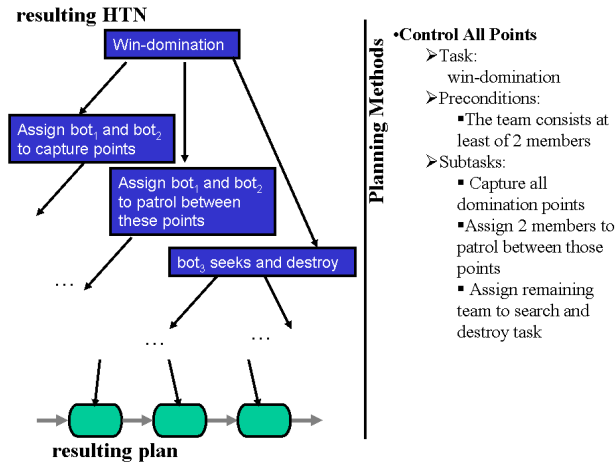 resulting HTN
Win-domination
Assign bot₁ and bot₂
to capture points
Assign bot₁ and bot₂
to patrol between
these points
bot₃ seeks and destroy
...
...
...
resulting plan
Planning Methods
•Control All Points
➢Task:
win-domination
➢Preconditions:
▪The team consists at
least of 2 members
➢Subtasks:
▪ Capture all
domination points
▪Assign 2 members to
patrol between those
points
▪ Assign remaining
team to search and
destroy task